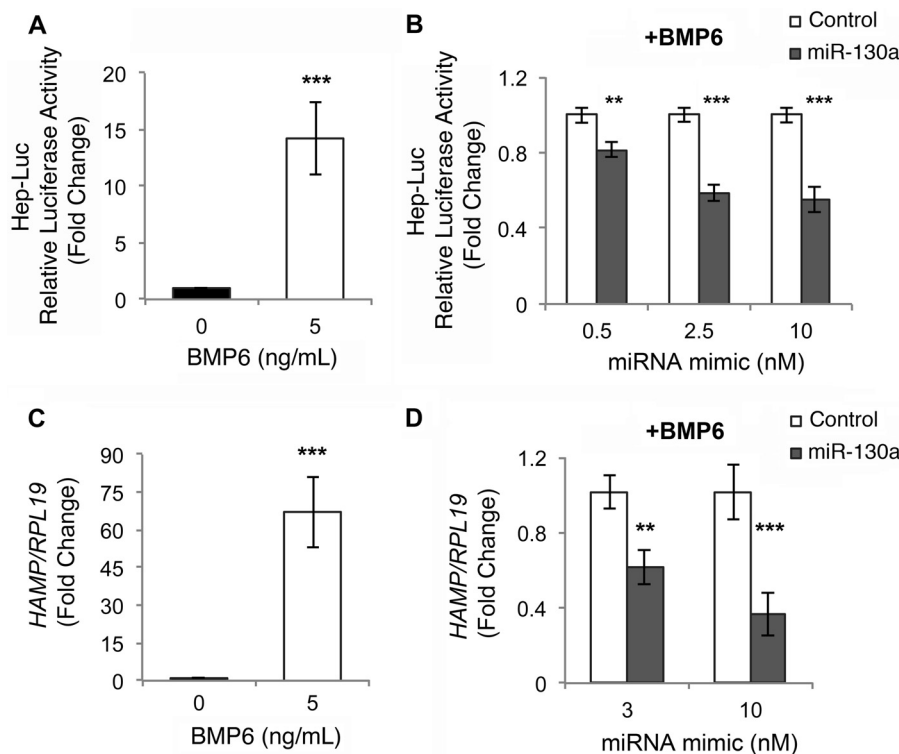 A
Hep-Luc
Relative Luciferase Activity
(Fold Change)
20
15
10
5
0
***
0
5
BMP6 (ng/mL)
B
+BMP6
Control
miR-130a
Hep-Luc
Relative Luciferase Activity
(Fold Change)
1.2
0.8
0.4
0
**
***
***
0.5
2.5
10
miRNA mimic (nM)
C
HAMP/RPL19
(Fold Change)
90
75
60
45
30
15
0
***
0
5
BMP6 (ng/mL)
D
+BMP6
Control
miR-130a
HAMP/RPL19
(Fold Change)
1.2
0.8
0.4
0
**
***
3
10
miRNA mimic (nM)